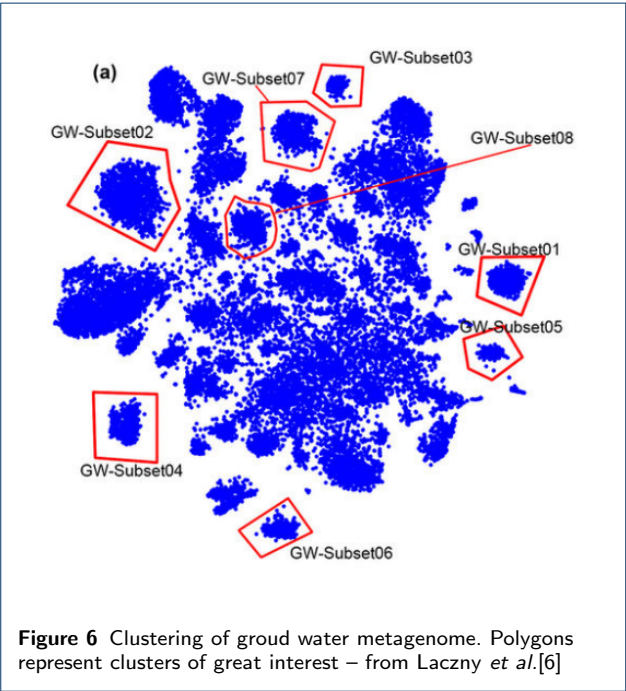 (a)
GW-Subset03
GW-Subset07
GW-Subset02
GW-Subset08
GW-Subset01
GW-Subset05
GW-Subset04
GW-Subset06
Figure 6 Clustering of groud water metagenome. Polygons
represent clusters of great interest – from Laczny et al.[6]